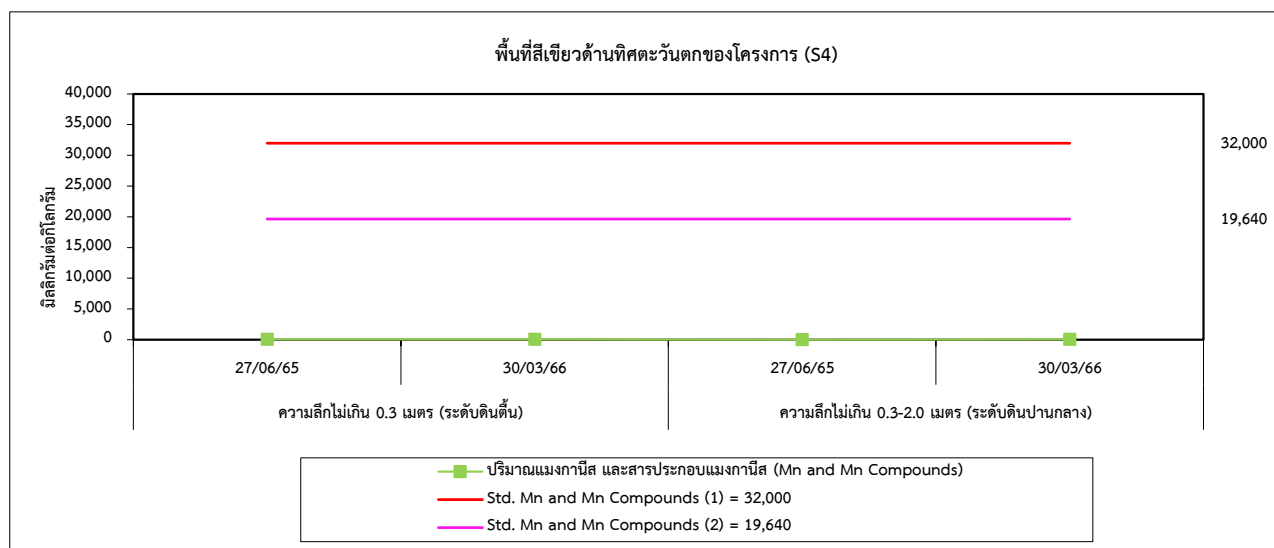 พื้นที่สีเขียวด้านทิศตะวันตกของโครงการ (S4)
มิลลิกรัมต่อกิโลกรัม
40,000
35,000
30,000
25,000
20,000
15,000
10,000
5,000
0
32,000
19,640
27/06/65 30/03/66 27/06/65 30/03/66
ความลึกไม่เกิน 0.3 เมตร (ระดับดินตื้น) ความลึกไม่เกิน 0.3-2.0 เมตร (ระดับดินปานกลาง)
ปริมาณแมงกานีส และสารประกอบแมงกานีส (Mn and Mn Compounds)
Std. Mn and Mn Compounds (1) = 32,000
Std. Mn and Mn Compounds (2) = 19,640